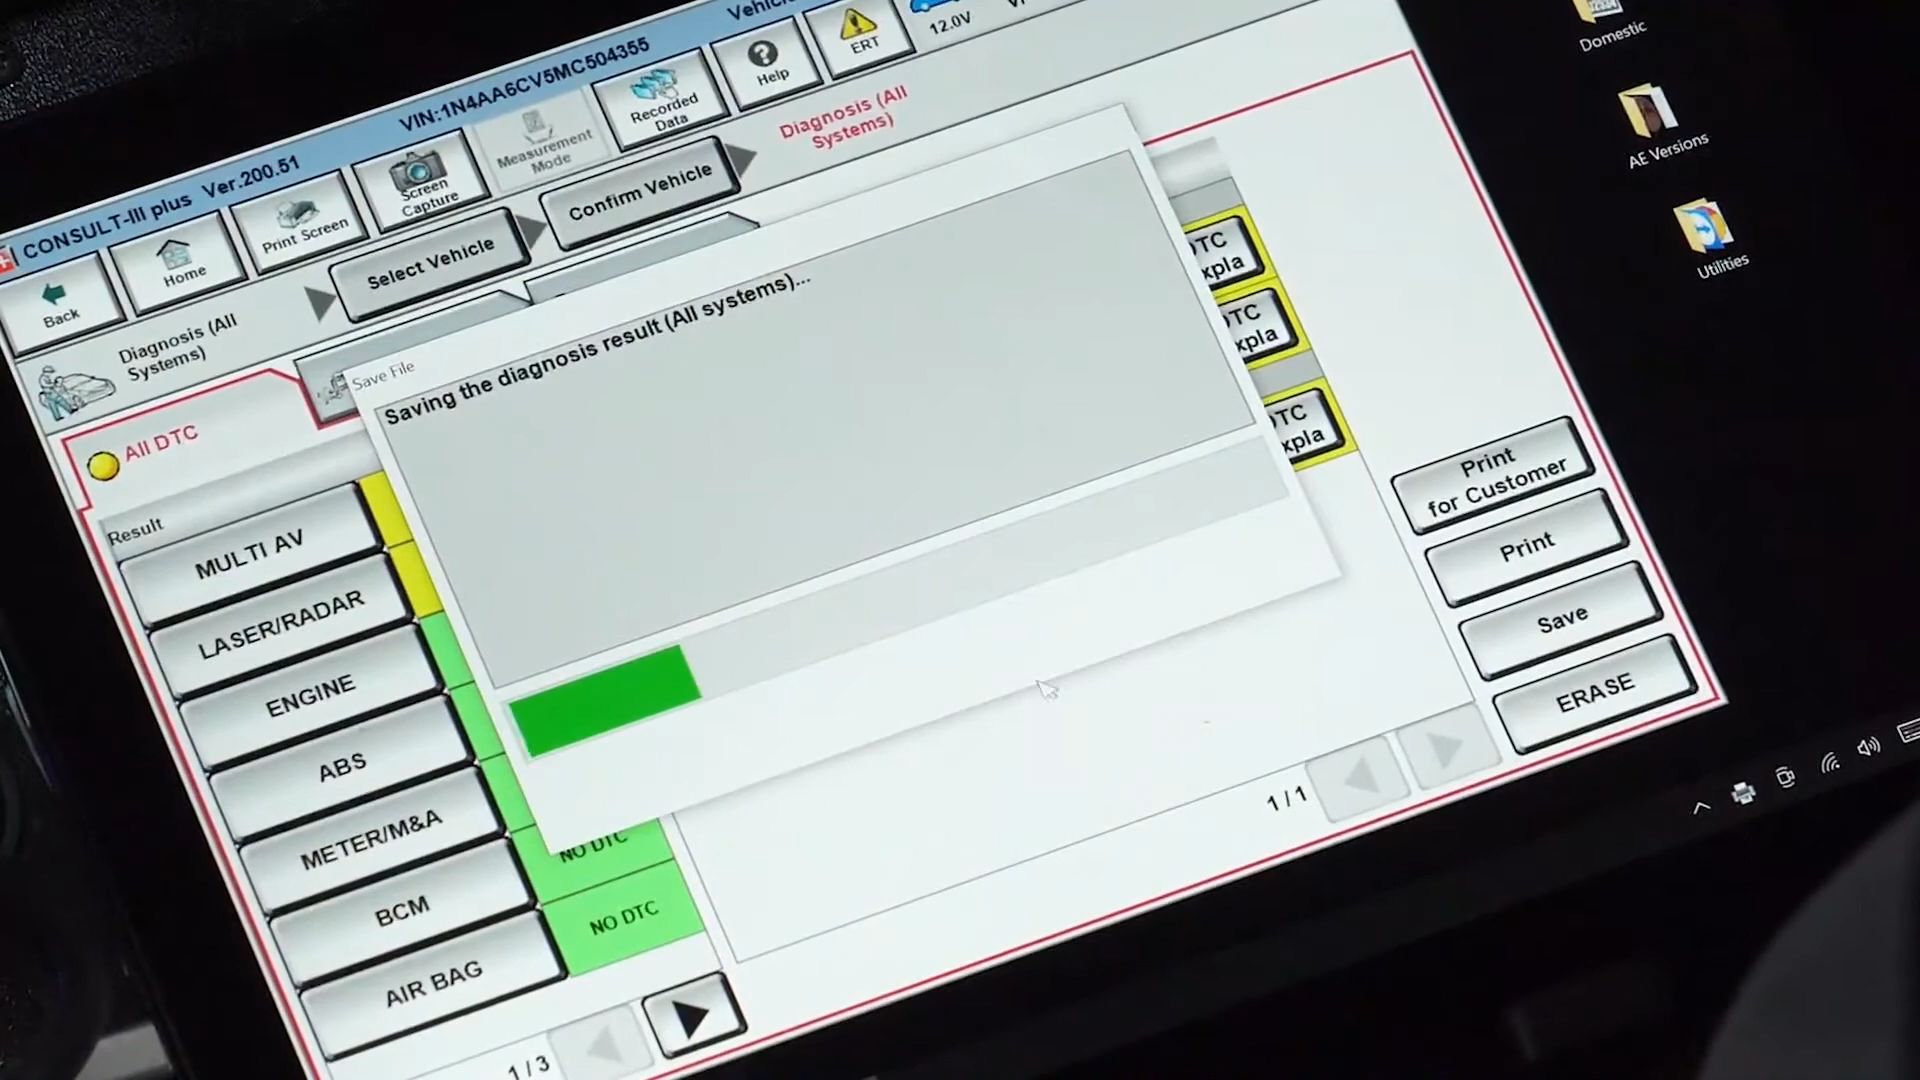 CONSULT-III plus Ver.200.51
VIN:1N4AA6CV5MC504355
12.0V
Back
Home
Print Screen
Screen
Capture
Measurement
Mode
Recorded
Data
Help
ERT
Diagnosis (All
Systems)
Select Vehicle
Confirm Vehicle
Diagnosis (All
Systems)
All DTC
Save File
Saving the diagnosis result (All systems)...
Result
MULTI AV
LASER/RADAR
ENGINE
ABS
METER/M&A
BCM
AIR BAG
NO DTC
NO DTC
1/3
1/1
Print
for Customer
Print
Save
ERASE
Domestic
AE Versions
Utilities